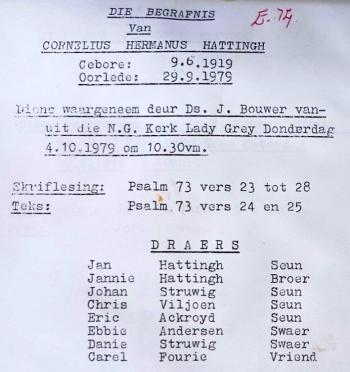 DIE BEGRAFNIS
Van
CORNELIUS HERMANUS HATTINGH
Gebore: 9.6.1919
Oorlede: 29.9.1979
Diens waargeneem deur Ds. J. Bouwer van-
uit die N.G. Kerk Lady Grey Donderdag
4.10.1979 om 10.30vm.
Skriflesing: Psalm 73 vers 23 tot 28
Teks: Psalm 73 vers 24 en 25
DRAERS
Jan Hattingh Seun
Jannie Hattingh Broer
Johan Struwig Seun
Chris Viljoen Seun
Eric Ackroyd Seun
Ebbie Andersen Swaer
Danie Struwig Swaer
Carel Fourie Vriend